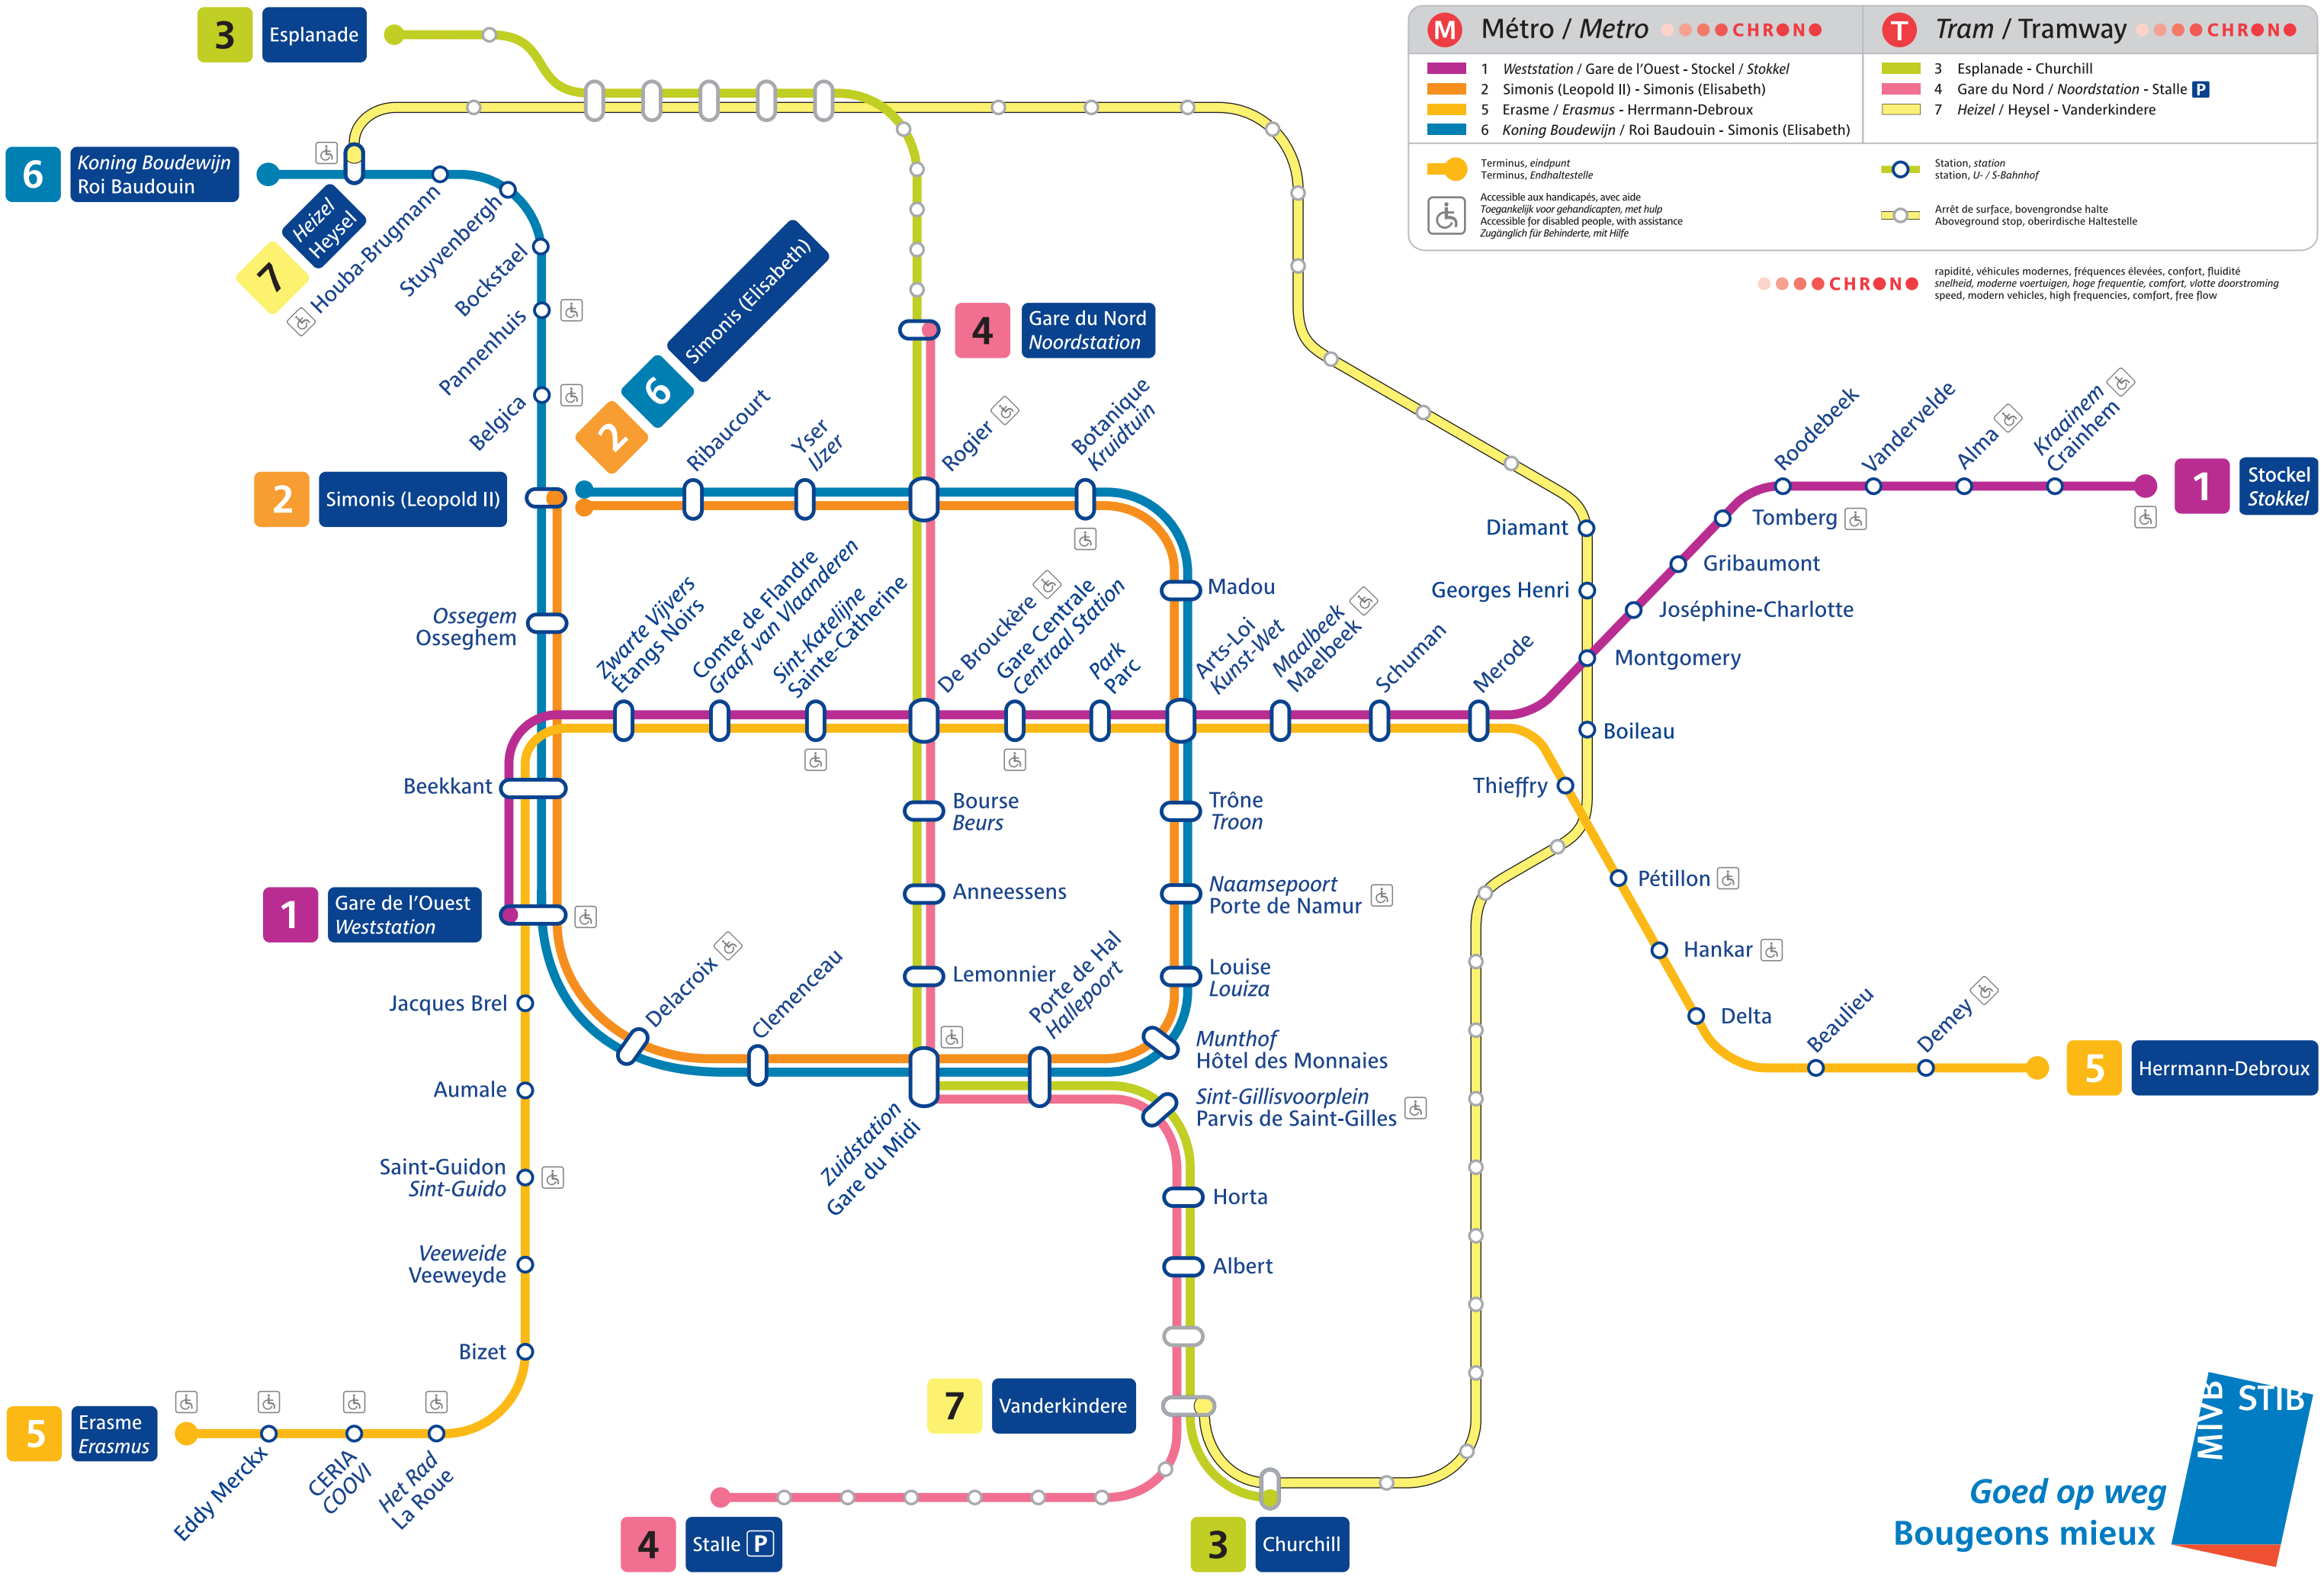 3 Esplanade
M Métro / Metro CHRONO
T Tram / Tramway CHRONO
1 Weststation / Gare de l'Ouest - Stockel / Stokkel
2 Simonis (Leopold II) - Simonis (Elisabeth)
5 Erasme / Erasmus - Herrmann-Debroux
6 Koning Boudewijn / Roi Baudouin - Simonis (Elisabeth)
3 Esplanade - Churchill
4 Gare du Nord / Noordstation - Stalle P
7 Heizel / Heysel - Vanderkindere
Terminus, eindpunt
Terminus, Endhaltestelle
Accessible aux handicapés, avec aide
Toegankelijk voor gehandicapten, met hulp
Accessible for disabled people, with assistance
Zugänglich für Behinderte, mit Hilfe
Station, station
station, U- / S-Bahnhof
Arrêt de surface, bovengrondse halte
Aboveground stop, oberirdische Haltestelle
CHRONO
rapidité, véhicules modernes, fréquences élevées, confort, fluidité
snelheid, moderne voertuigen, hoge frequentie, comfort, vlotte doorstroming
speed, modern vehicles, high frequencies, comfort, free flow
6 Koning Boudewijn
Roi Baudouin
7 Heizel
Heysel
Houba-Brugmann
Stuyvenbergh
Bockstael
Pannenhuis
Belgica
2 6 Simonis (Elisabeth)
4 Gare du Nord
Noordstation
2 Simonis (Leopold II)
Ribaucourt
Yser
IJzer
Rogier
Botanique
Kruidtuin
Madou
Diamant
Georges Henri
Montgomery
Boileau
Roodebeek
Vandervelde
Alma
Kraainem
Crainhem
1 Stockel
Stokkel
Tomberg
Gribaumont
Joséphine-Charlotte
Ossegem
Osseghem
Zwarte Vijvers
Étangs Noirs
Comte de Flandre
Graaf van Vlaanderen
Sint-Katelijne
Sainte-Catherine
De Brouckère
Gare Centrale
Centraal Station
Park
Parc
Arts-Loi
Kunst-Wet
Maalbeek
Maelbeek
Schuman
Merode
Beekkant
Thieffry
Bourse
Beurs
Trône
Troon
Anneessens
Naamsepoort
Porte de Namur
Pétillon
1 Gare de l'Ouest
Weststation
Hankar
Lemonnier
Louise
Louiza
Delacroix
Clemenceau
Porte de Hal
Hallepoort
Jacques Brel
Delta
Beaulieu
Demey
5 Herrmann-Debroux
Munthof
Hôtel des Monnaies
Aumale
Zuidstation
Gare du Midi
Sint-Gillisvoorplein
Parvis de Saint-Gilles
Saint-Guidon
Sint-Guido
Horta
Veeweide
Veeweyde
Albert
Bizet
7 Vanderkindere
5 Erasme
Erasmus
Eddy Merckx
CERIA
COOVI
Het Rad
La Roue
4 Stalle P
3 Churchill
MIVB STIB
Goed op weg
Bougeons mieux